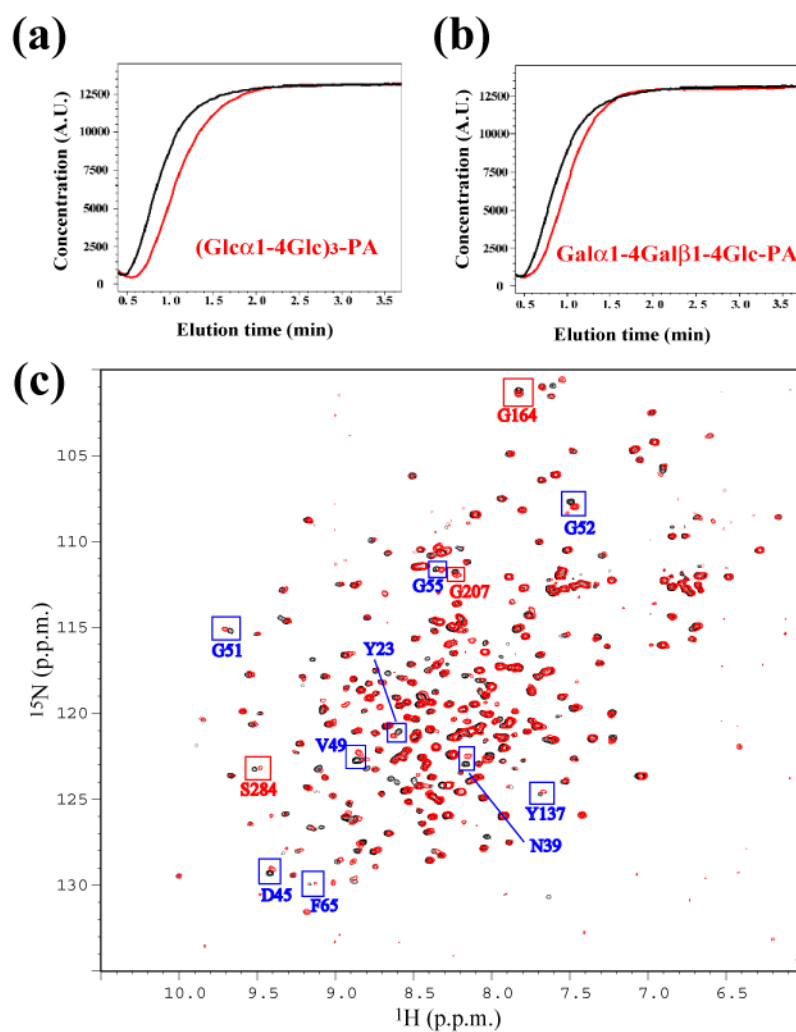 (a)
(b)
Concentration (A.U.)
12500
10000
7500
5000
2500
0
(Glcα1-4Glc)3-PA
0.5 1.0 1.5 2.0 2.5 3.0 3.5
Elution time (min)
Concentration (A.U.)
12500
10000
7500
5000
2500
0
Galα1-4Galβ1-4Glc-PA
0.5 1.0 1.5 2.0 2.5 3.0 3.5
Elution time (min)
(c)
G164
105
G52
110
G55
G207
115
G51
Y23
15N (p.p.m.)
120
V49
S284
Y137
125
N39
D45
F65
130
10.0 9.5 9.0 8.5 8.0 7.5 7.0 6.5
1H (p.p.m.)